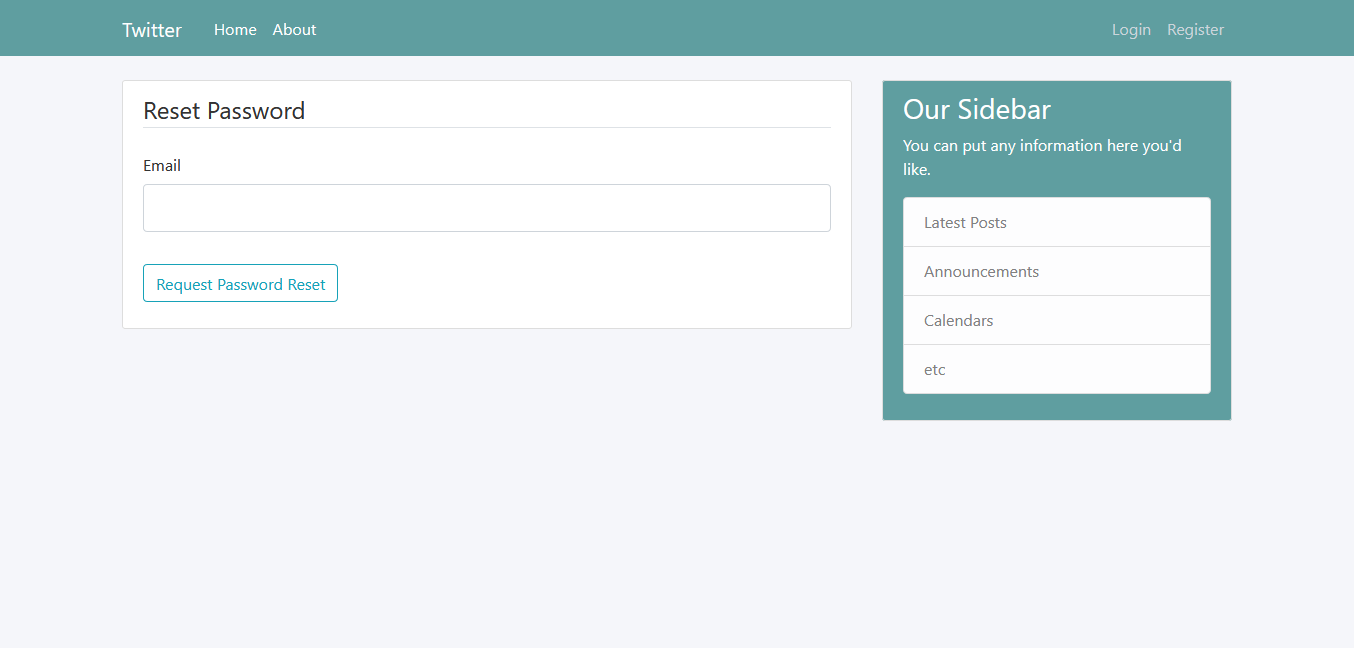 Twitter Home About Login Register
Reset Password
Email
Request Password Reset
Our Sidebar
You can put any information here you'd
like.
Latest Posts
Announcements
Calendars
etc